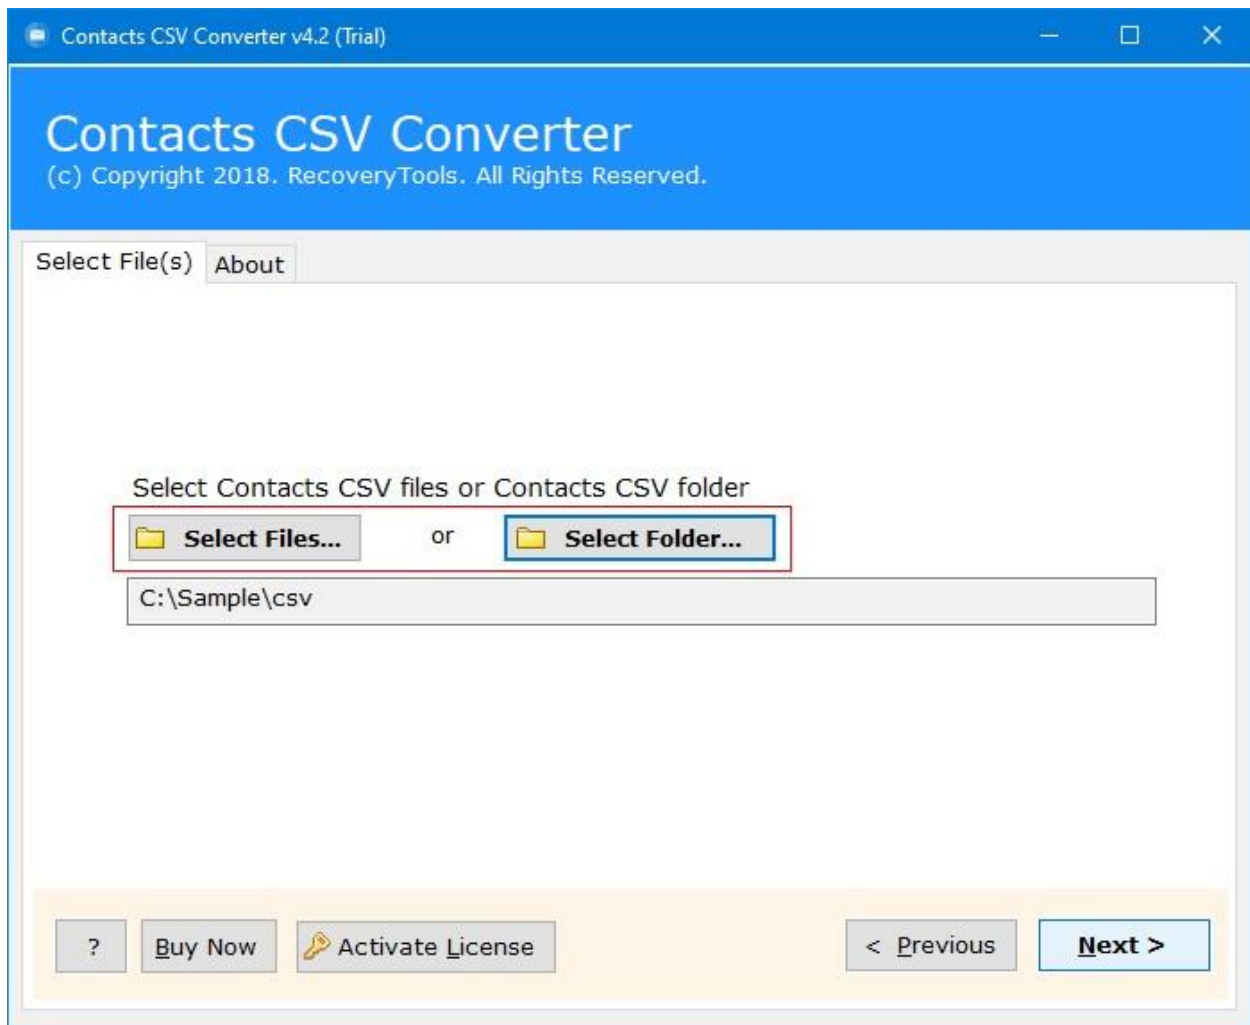 Contacts CSV Converter v4.2 (Trial)
Contacts CSV Converter
(c) Copyright 2018. RecoveryTools. All Rights Reserved.
Select File(s) About
Select Contacts CSV files or Contacts CSV folder
Select Files... or Select Folder...
C:\Sample\csv
? Buy Now Activate License < Previous Next >